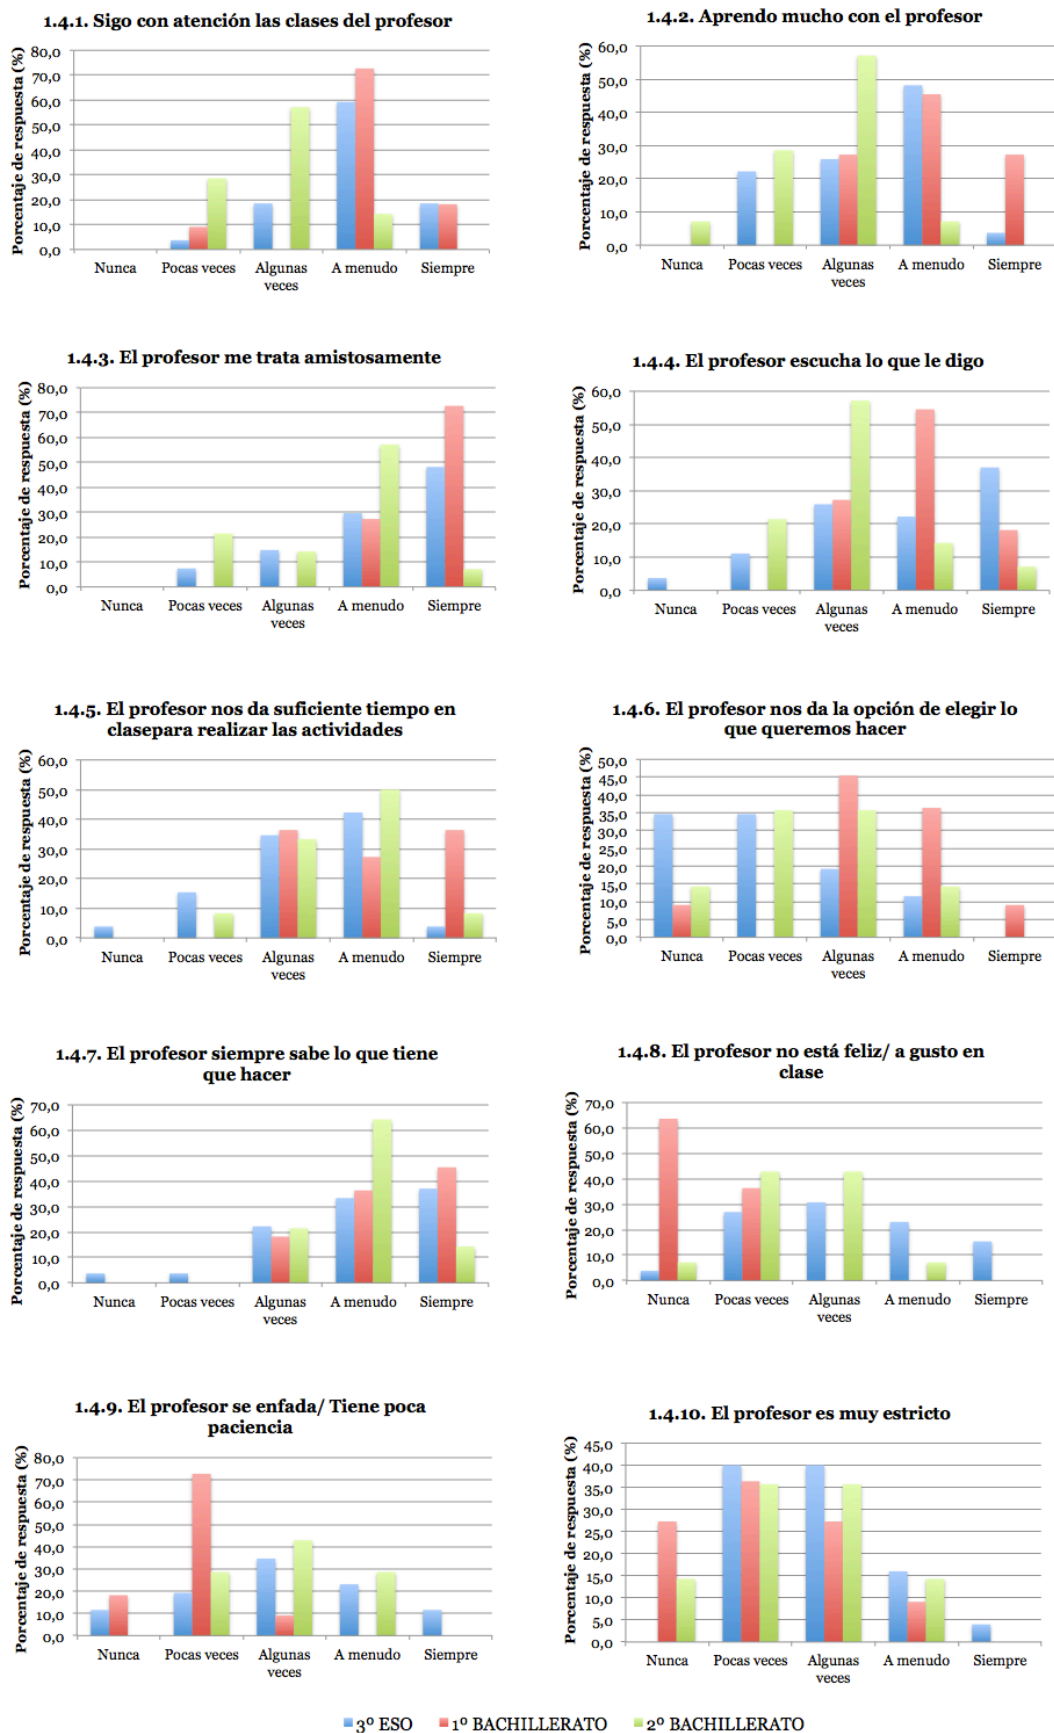 1.4.1. Sigo con atención las clases del profesor
Porcentaje de respuesta (%)
80,0
70,0
60,0
50,0
40,0
30,0
20,0
10,0
0,0
Nunca Pocas veces Algunas veces A menudo Siempre
1.4.2. Aprendo mucho con el profesor
Porcentaje de respuesta (%)
60,0
50,0
40,0
30,0
20,0
10,0
0,0
Nunca Pocas veces Algunas veces A menudo Siempre
1.4.3. El profesor me trata amistosamente
Porcentaje de respuesta (%)
80,0
70,0
60,0
50,0
40,0
30,0
20,0
10,0
0,0
Nunca Pocas veces Algunas veces A menudo Siempre
1.4.4. El profesor escucha lo que le digo
Porcentaje de respuesta (%)
60,0
50,0
40,0
30,0
20,0
10,0
0,0
Nunca Pocas veces Algunas veces A menudo Siempre
1.4.5. El profesor nos da suficiente tiempo en
clasepara realizar las actividades
Porcentaje de respuesta (%)
60,0
50,0
40,0
30,0
20,0
10,0
0,0
Nunca Pocas veces Algunas veces A menudo Siempre
1.4.6. El profesor nos da la opción de elegir lo
que queremos hacer
Porcentaje de respuesta (%)
50,0
45,0
40,0
35,0
30,0
25,0
20,0
15,0
10,0
5,0
0,0
Nunca Pocas veces Algunas veces A menudo Siempre
1.4.7. El profesor siempre sabe lo que tiene
que hacer
Porcentaje de respuesta (%)
70,0
60,0
50,0
40,0
30,0
20,0
10,0
0,0
Nunca Pocas veces Algunas veces A menudo Siempre
1.4.8. El profesor no está feliz/ a gusto en
clase
Porcentaje de respuesta (%)
70,0
60,0
50,0
40,0
30,0
20,0
10,0
0,0
Nunca Pocas veces Algunas veces A menudo Siempre
1.4.9. El profesor se enfada/ Tiene poca
paciencia
Porcentaje de respuesta (%)
80,0
70,0
60,0
50,0
40,0
30,0
20,0
10,0
0,0
Nunca Pocas veces Algunas veces A menudo Siempre
1.4.10. El profesor es muy estricto
Porcentaje de respuesta (%)
45,0
40,0
35,0
30,0
25,0
20,0
15,0
10,0
5,0
0,0
Nunca Pocas veces Algunas veces A menudo Siempre
3º ESO 1º BACHILLERATO 2º BACHILLERATO